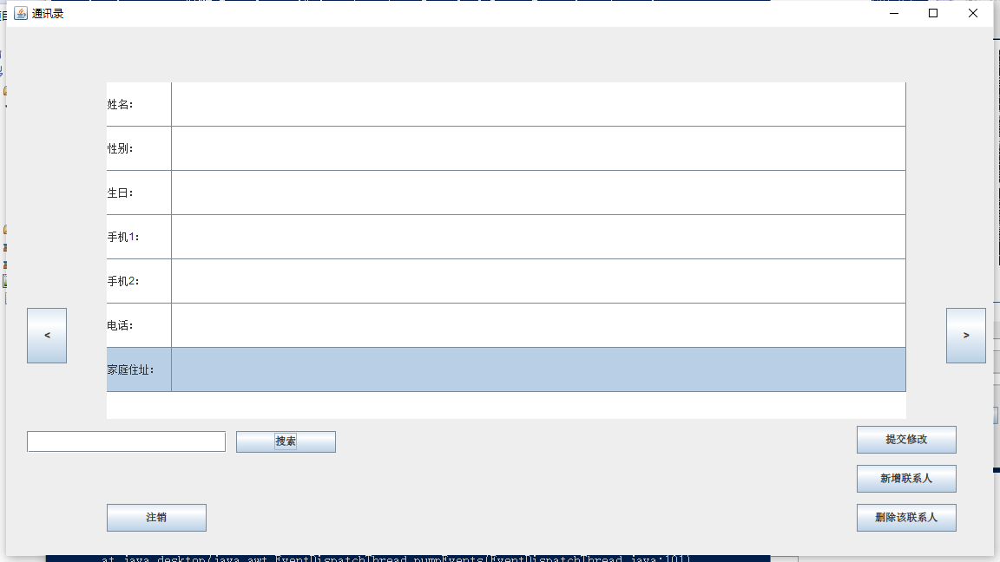 通讯录
姓名：
性别：
生日：
手机1：
手机2：
电话：
家庭住址：
<
>
搜索
提交修改
新增联系人
注销
删除该联系人
at java.desktop/java.awt.EventDispatchThread.pumpEvents(EventDispatchThread.java:101)